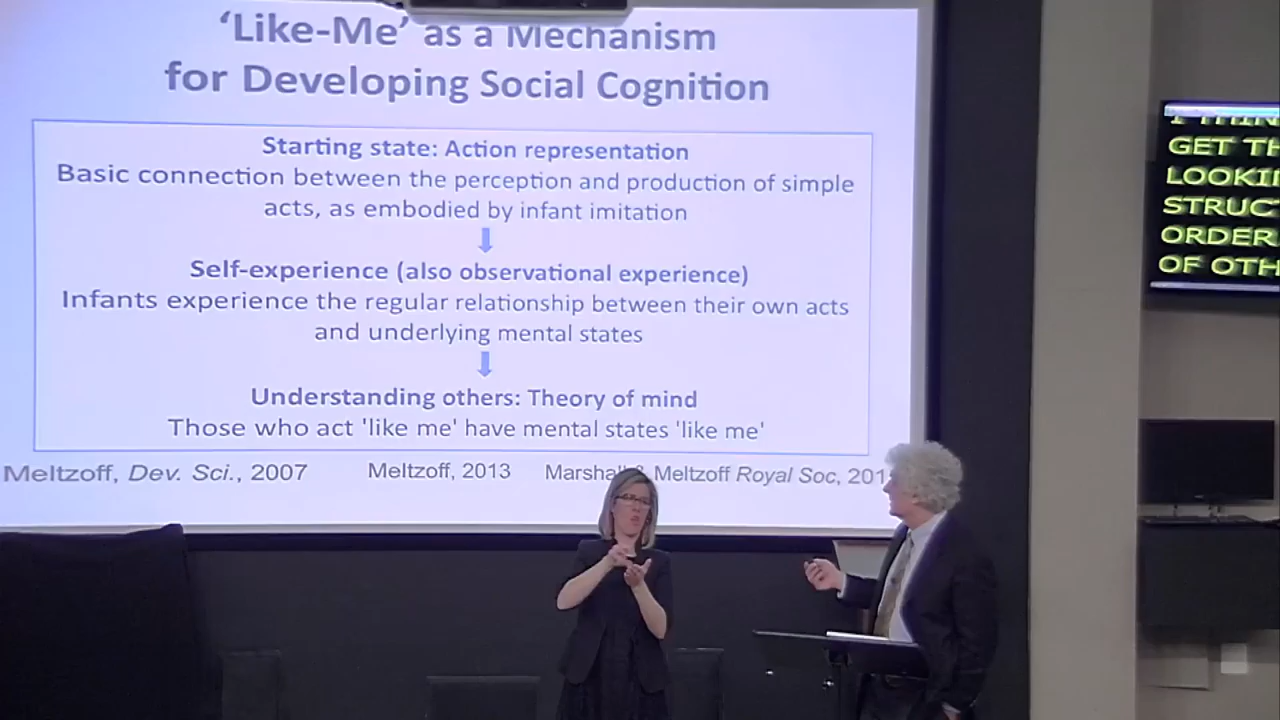 ‘Like-Me’ as a Mechanism
for Developing Social Cognition
Starting state: Action representation
Basic connection between the perception and production of simple
acts, as embodied by infant imitation
Self-experience (also observational experience)
Infants experience the regular relationship between their own acts
and underlying mental states
Understanding others: Theory of mind
Those who act 'like me' have mental states 'like me'
Meltzoff, Dev. Sci., 2007 Meltzoff, 2013 Meltzoff Royal Soc,
GET
LOOKI
STRUC
ORDER
OF OTH